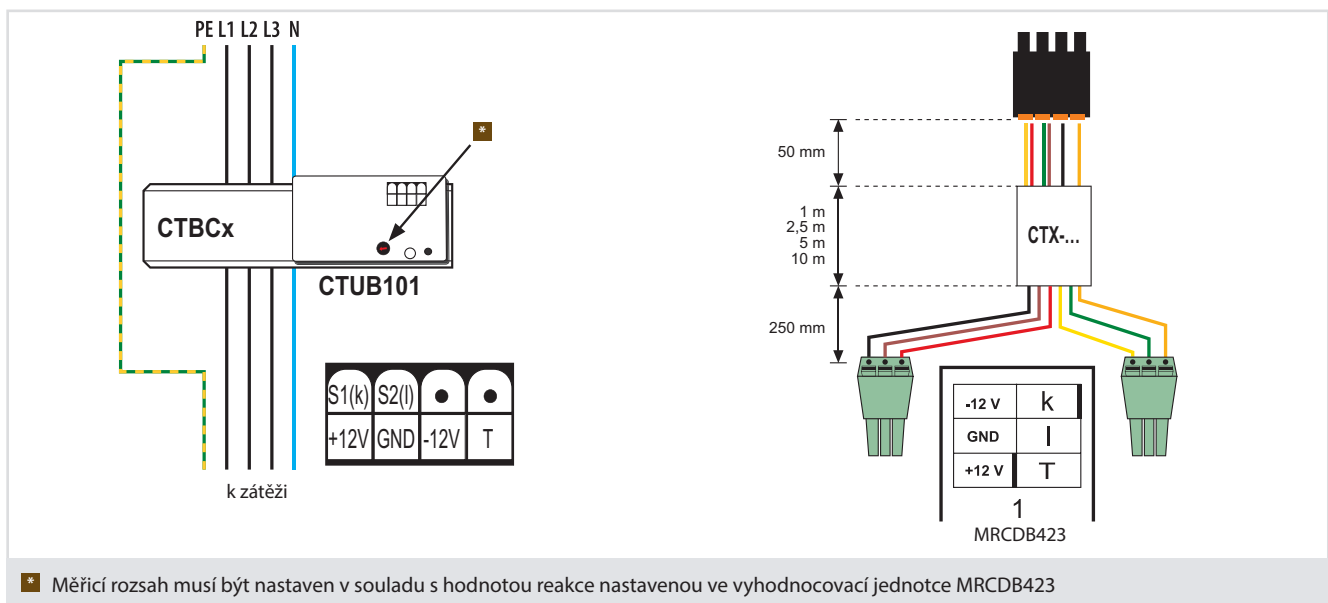 PE L1 L2 L3 N
*
CTBCx
CTUB101
S1(k) S2(l) ● ●
+12V GND -12V T
k zátěži
50 mm
1 m
2,5 m
5 m
10 m
CTX-...
250 mm
-12 V k
GND l
+12 V T
1
MRCDB423
* Měřicí rozsah musí být nastaven v souladu s hodnotou reakce nastavenou ve vyhodnocovací jednotce MRCDB423